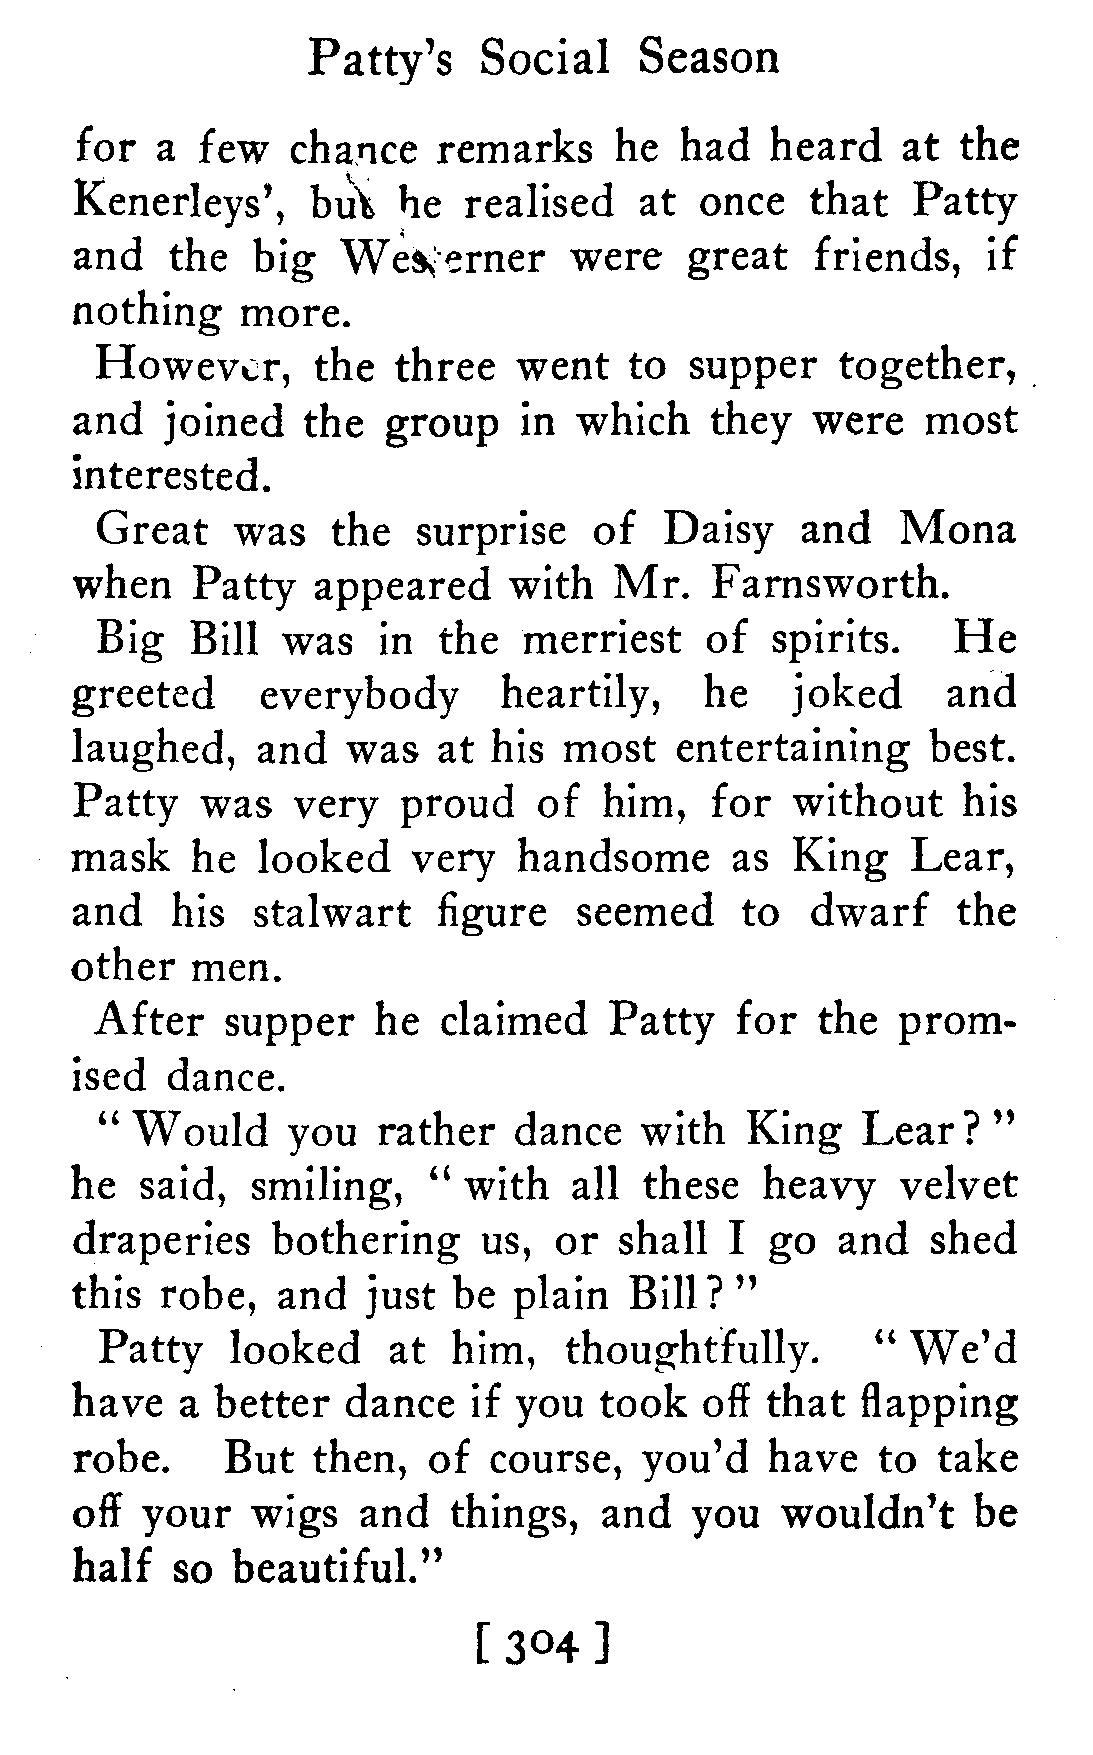 Patty's Social Season
for a few chance remarks he had heard at the
Kenerleys', but he realised at once that Patty
and the big Westerner were great friends, if
nothing more.
However, the three went to supper together,
and joined the group in which they were most
interested.
Great was the surprise of Daisy and Mona
when Patty appeared with Mr. Farnsworth.
Big Bill was in the merriest of spirits. He
greeted everybody heartily, he joked and
laughed, and was at his most entertaining best.
Patty was very proud of him, for without his
mask he looked very handsome as King Lear,
and his stalwart figure seemed to dwarf the
other men.
After supper he claimed Patty for the prom-
ised dance.
" Would you rather dance with King Lear? "
he said, smiling, " with all these heavy velvet
draperies bothering us, or shall I go and shed
this robe, and just be plain Bill? "
Patty looked at him, thoughtfully. " We'd
have a better dance if you took off that flapping
robe. But then, of course, you'd have to take
off your wigs and things, and you wouldn't be
half so beautiful."
[ 304 ]